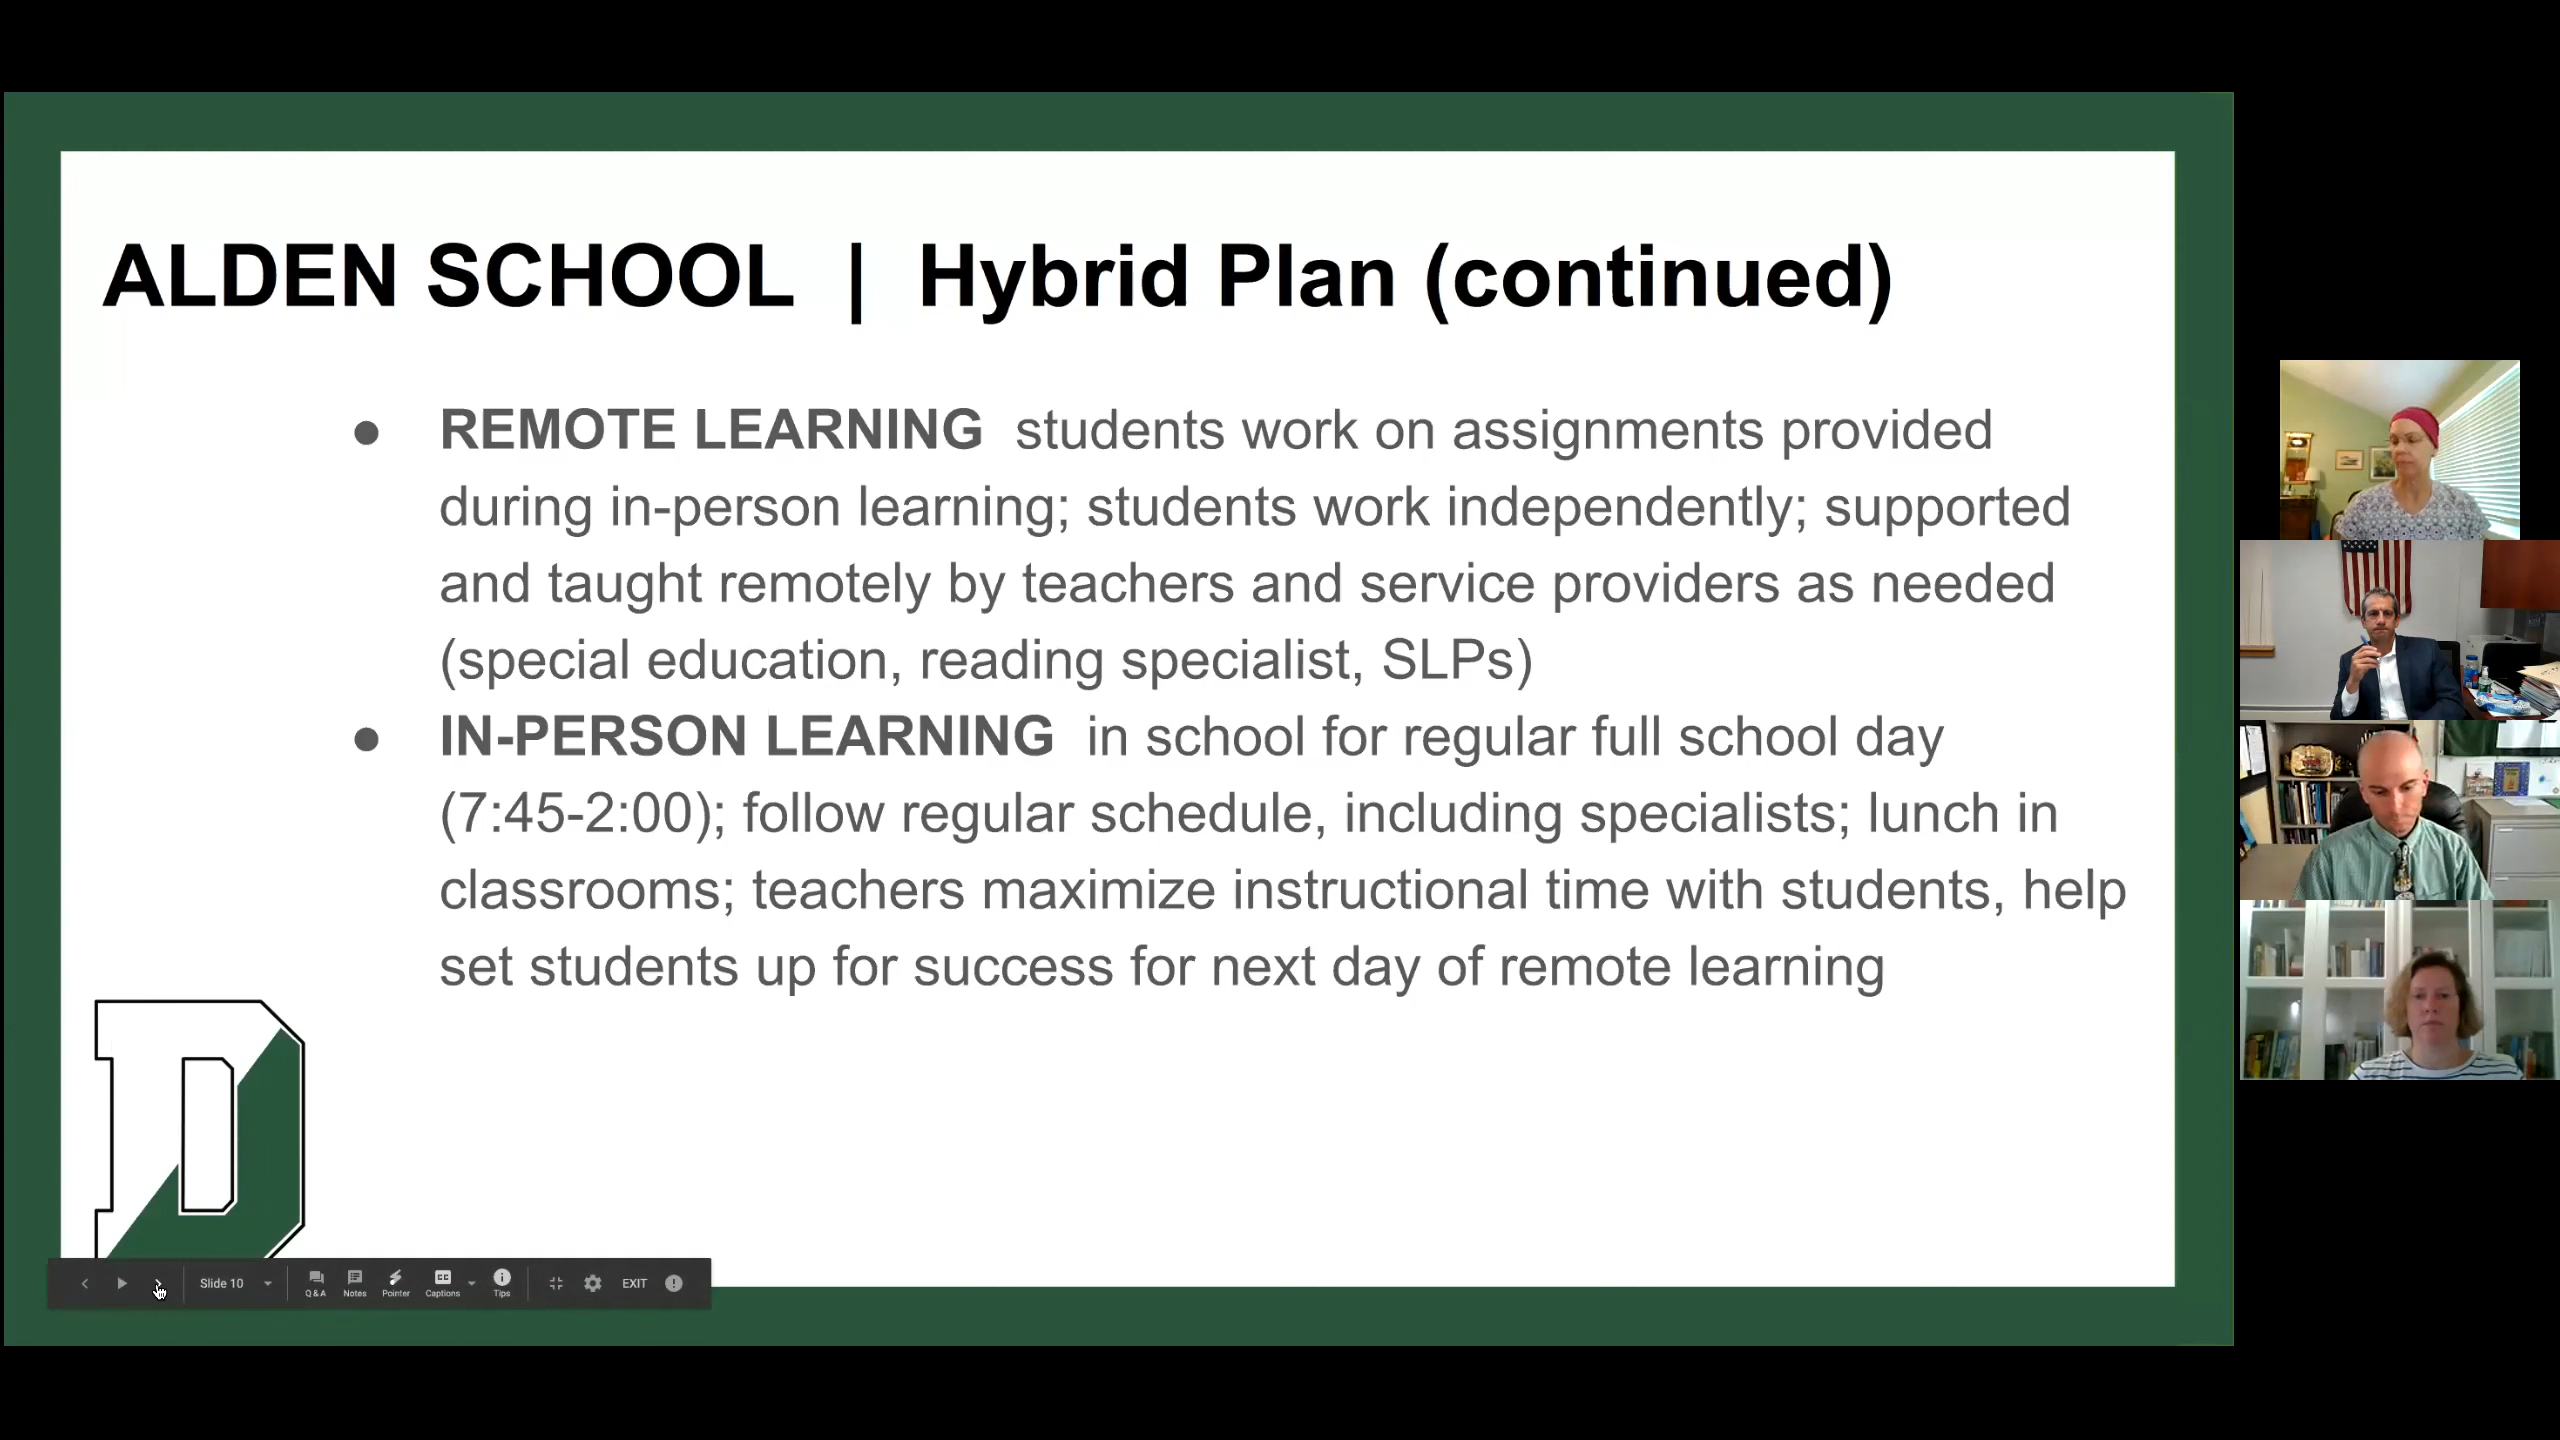 ALDEN SCHOOL | Hybrid Plan (continued)
● REMOTE LEARNING students work on assignments provided
during in-person learning; students work independently; supported
and taught remotely by teachers and service providers as needed
(special education, reading specialist, SLPs)
● IN-PERSON LEARNING in school for regular full school day
(7:45-2:00); follow regular schedule, including specialists; lunch in
classrooms; teachers maximize instructional time with students, help
set students up for success for next day of remote learning
D
Slide 10
Q & A
Notes
Pointer
CC
Captions
Tips
EXIT